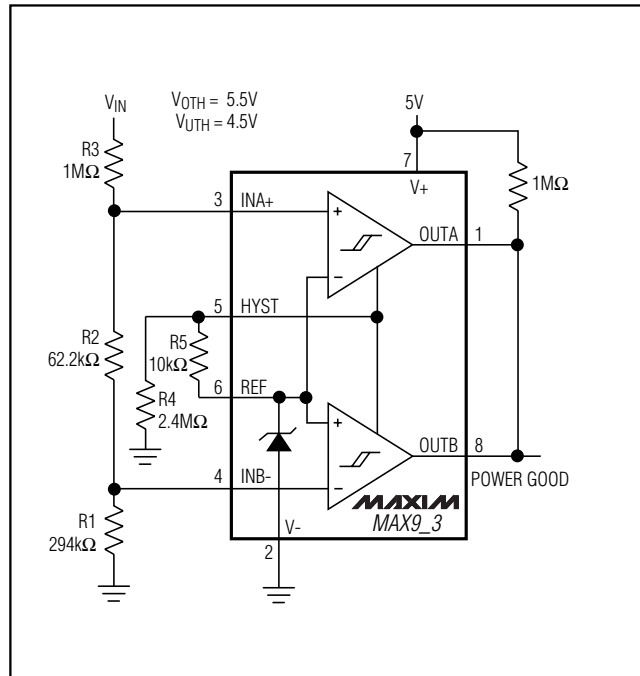 VIN
VOTH = 5.5V
VUTH = 4.5V
5V
R3
1MΩ
7
V+
1MΩ
3
INA+
+
OUTA
1
−
5
HYST
R5
10kΩ
R2
62.2kΩ
6
REF
R4
2.4MΩ
+
OUTB
8
POWER GOOD
4
INB-
−
MAXIM
MAX9_3
R1
294kΩ
V-
2